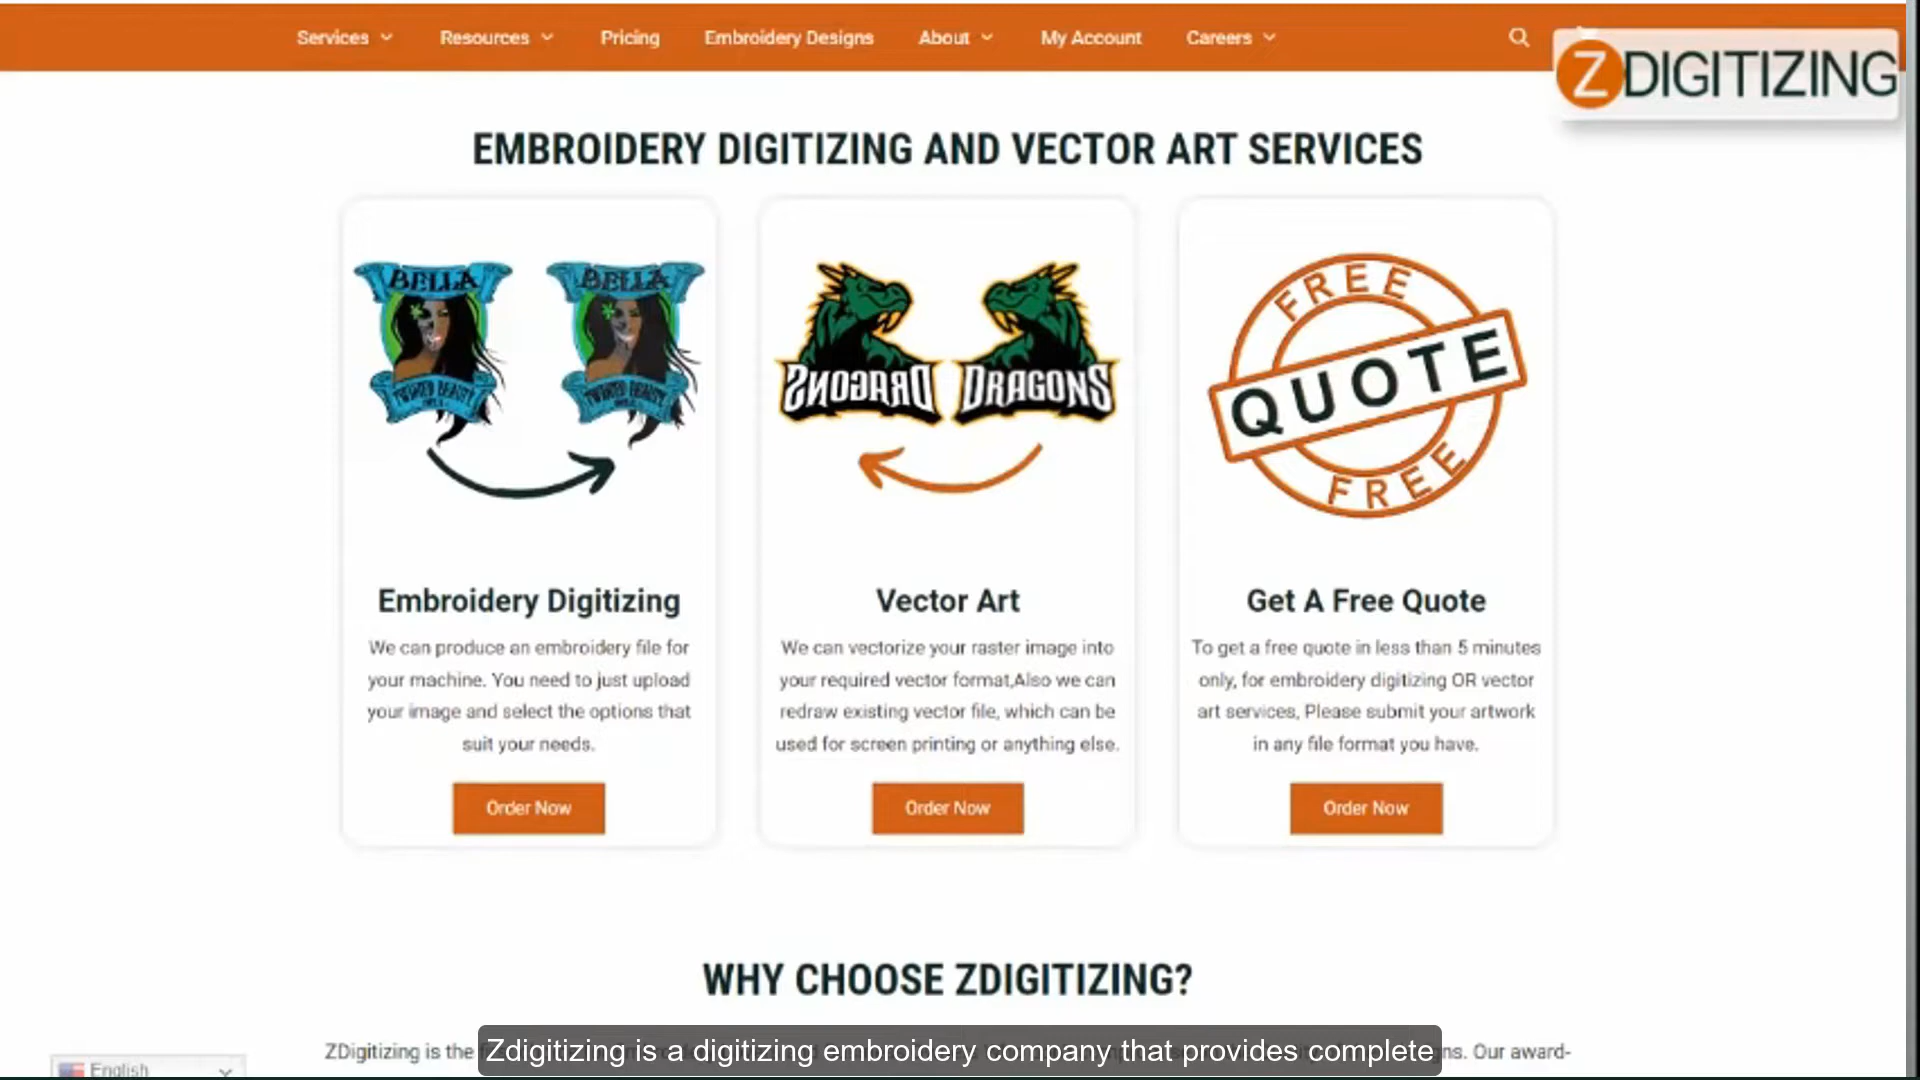 Services Resources Pricing Embroidery Designs About My Account Careers
ZDIGITIZING
EMBROIDERY DIGITIZING AND VECTOR ART SERVICES
BELLA
BELLA
DRAGONS
DRAGONS
FREE
QUOTE
FREE
Embroidery Digitizing
We can produce an embroidery file for
your machine. You need to just upload
your image and select the options that
suit your needs.
Order Now
Vector Art
We can vectorize your raster image into
your required vector format,Also we can
redraw existing vector file, which can be
used for screen printing or anything else.
Order Now
Get A Free Quote
To get a free quote in less than 5 minutes
only, for embroidery digitizing OR vector
art services, Please submit your artwork
in any file format you have.
Order Now
WHY CHOOSE ZDIGITIZING?
ZDigitizing is the
Zdigitizing is a digitizing embroidery company that provides complete
Our award-
English